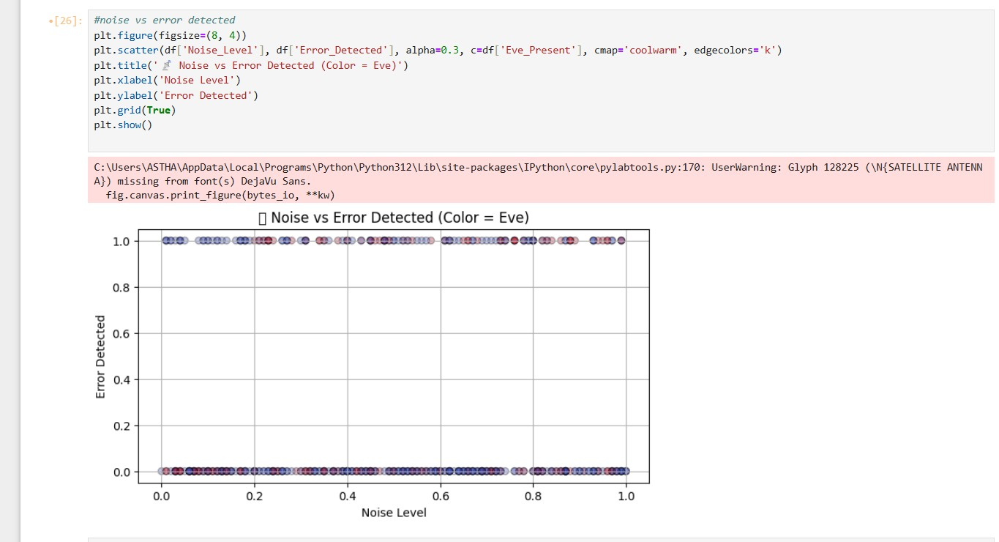 •[26]:
#noise vs error detected
plt.figure(figsize=(8, 4))
plt.scatter(df['Noise_Level'], df['Error_Detected'], alpha=0.3, c=df['Eve_Present'], cmap='coolwarm', edgecolors='k')
plt.title('📡 Noise vs Error Detected (Color = Eve)')
plt.xlabel('Noise Level')
plt.ylabel('Error Detected')
plt.grid(True)
plt.show()
C:\Users\ASTHA\AppData\Local\Programs\Python\Python312\Lib\site-packages\IPython\core\pylabtools.py:170: UserWarning: Glyph 128225 (\N{SATELLITE ANTENN
A}) missing from font(s) DejaVu Sans.
fig.canvas.print_figure(bytes_io, **kw)
▯ Noise vs Error Detected (Color = Eve)
1.0
0.8
0.6
0.4
0.2
0.0
Error Detected
0.0 0.2 0.4 0.6 0.8 1.0
Noise Level